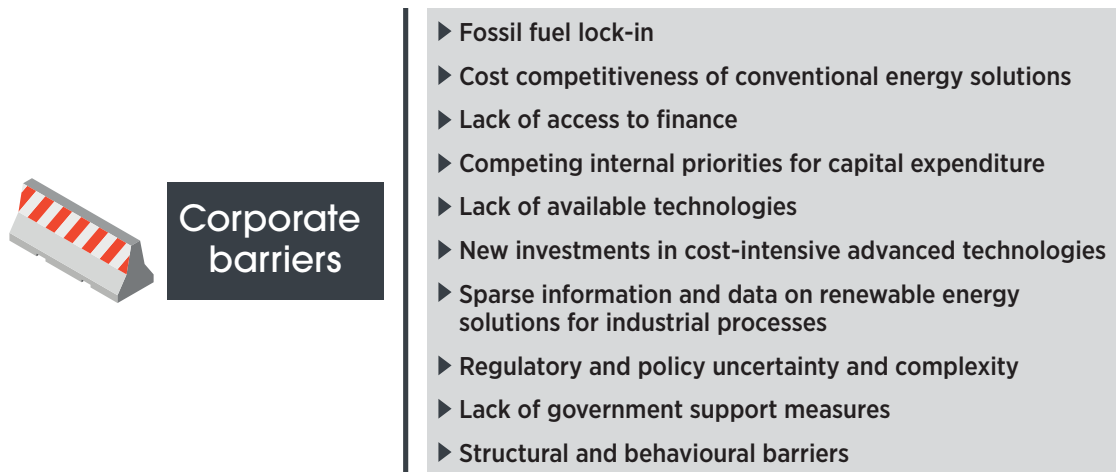 Corporate
barriers
Fossil fuel lock-in
Cost competitiveness of conventional energy solutions
Lack of access to finance
Competing internal priorities for capital expenditure
Lack of available technologies
New investments in cost-intensive advanced technologies
Sparse information and data on renewable energy
solutions for industrial processes
Regulatory and policy uncertainty and complexity
Lack of government support measures
Structural and behavioural barriers